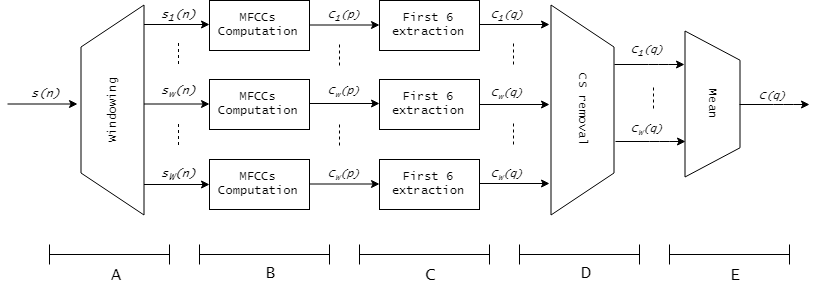 s(n)
Windowing
s1(n)
sw(n)
sW(n)
MFCCs
Computation
MFCCs
Computation
MFCCs
Computation
c1(p)
cw(p)
cw(p)
First 6
extraction
First 6
extraction
First 6
extraction
c1(q)
cw(q)
cw(q)
CS removal
c1(q)
cw(q)
Mean
c(q)
A
B
C
D
E